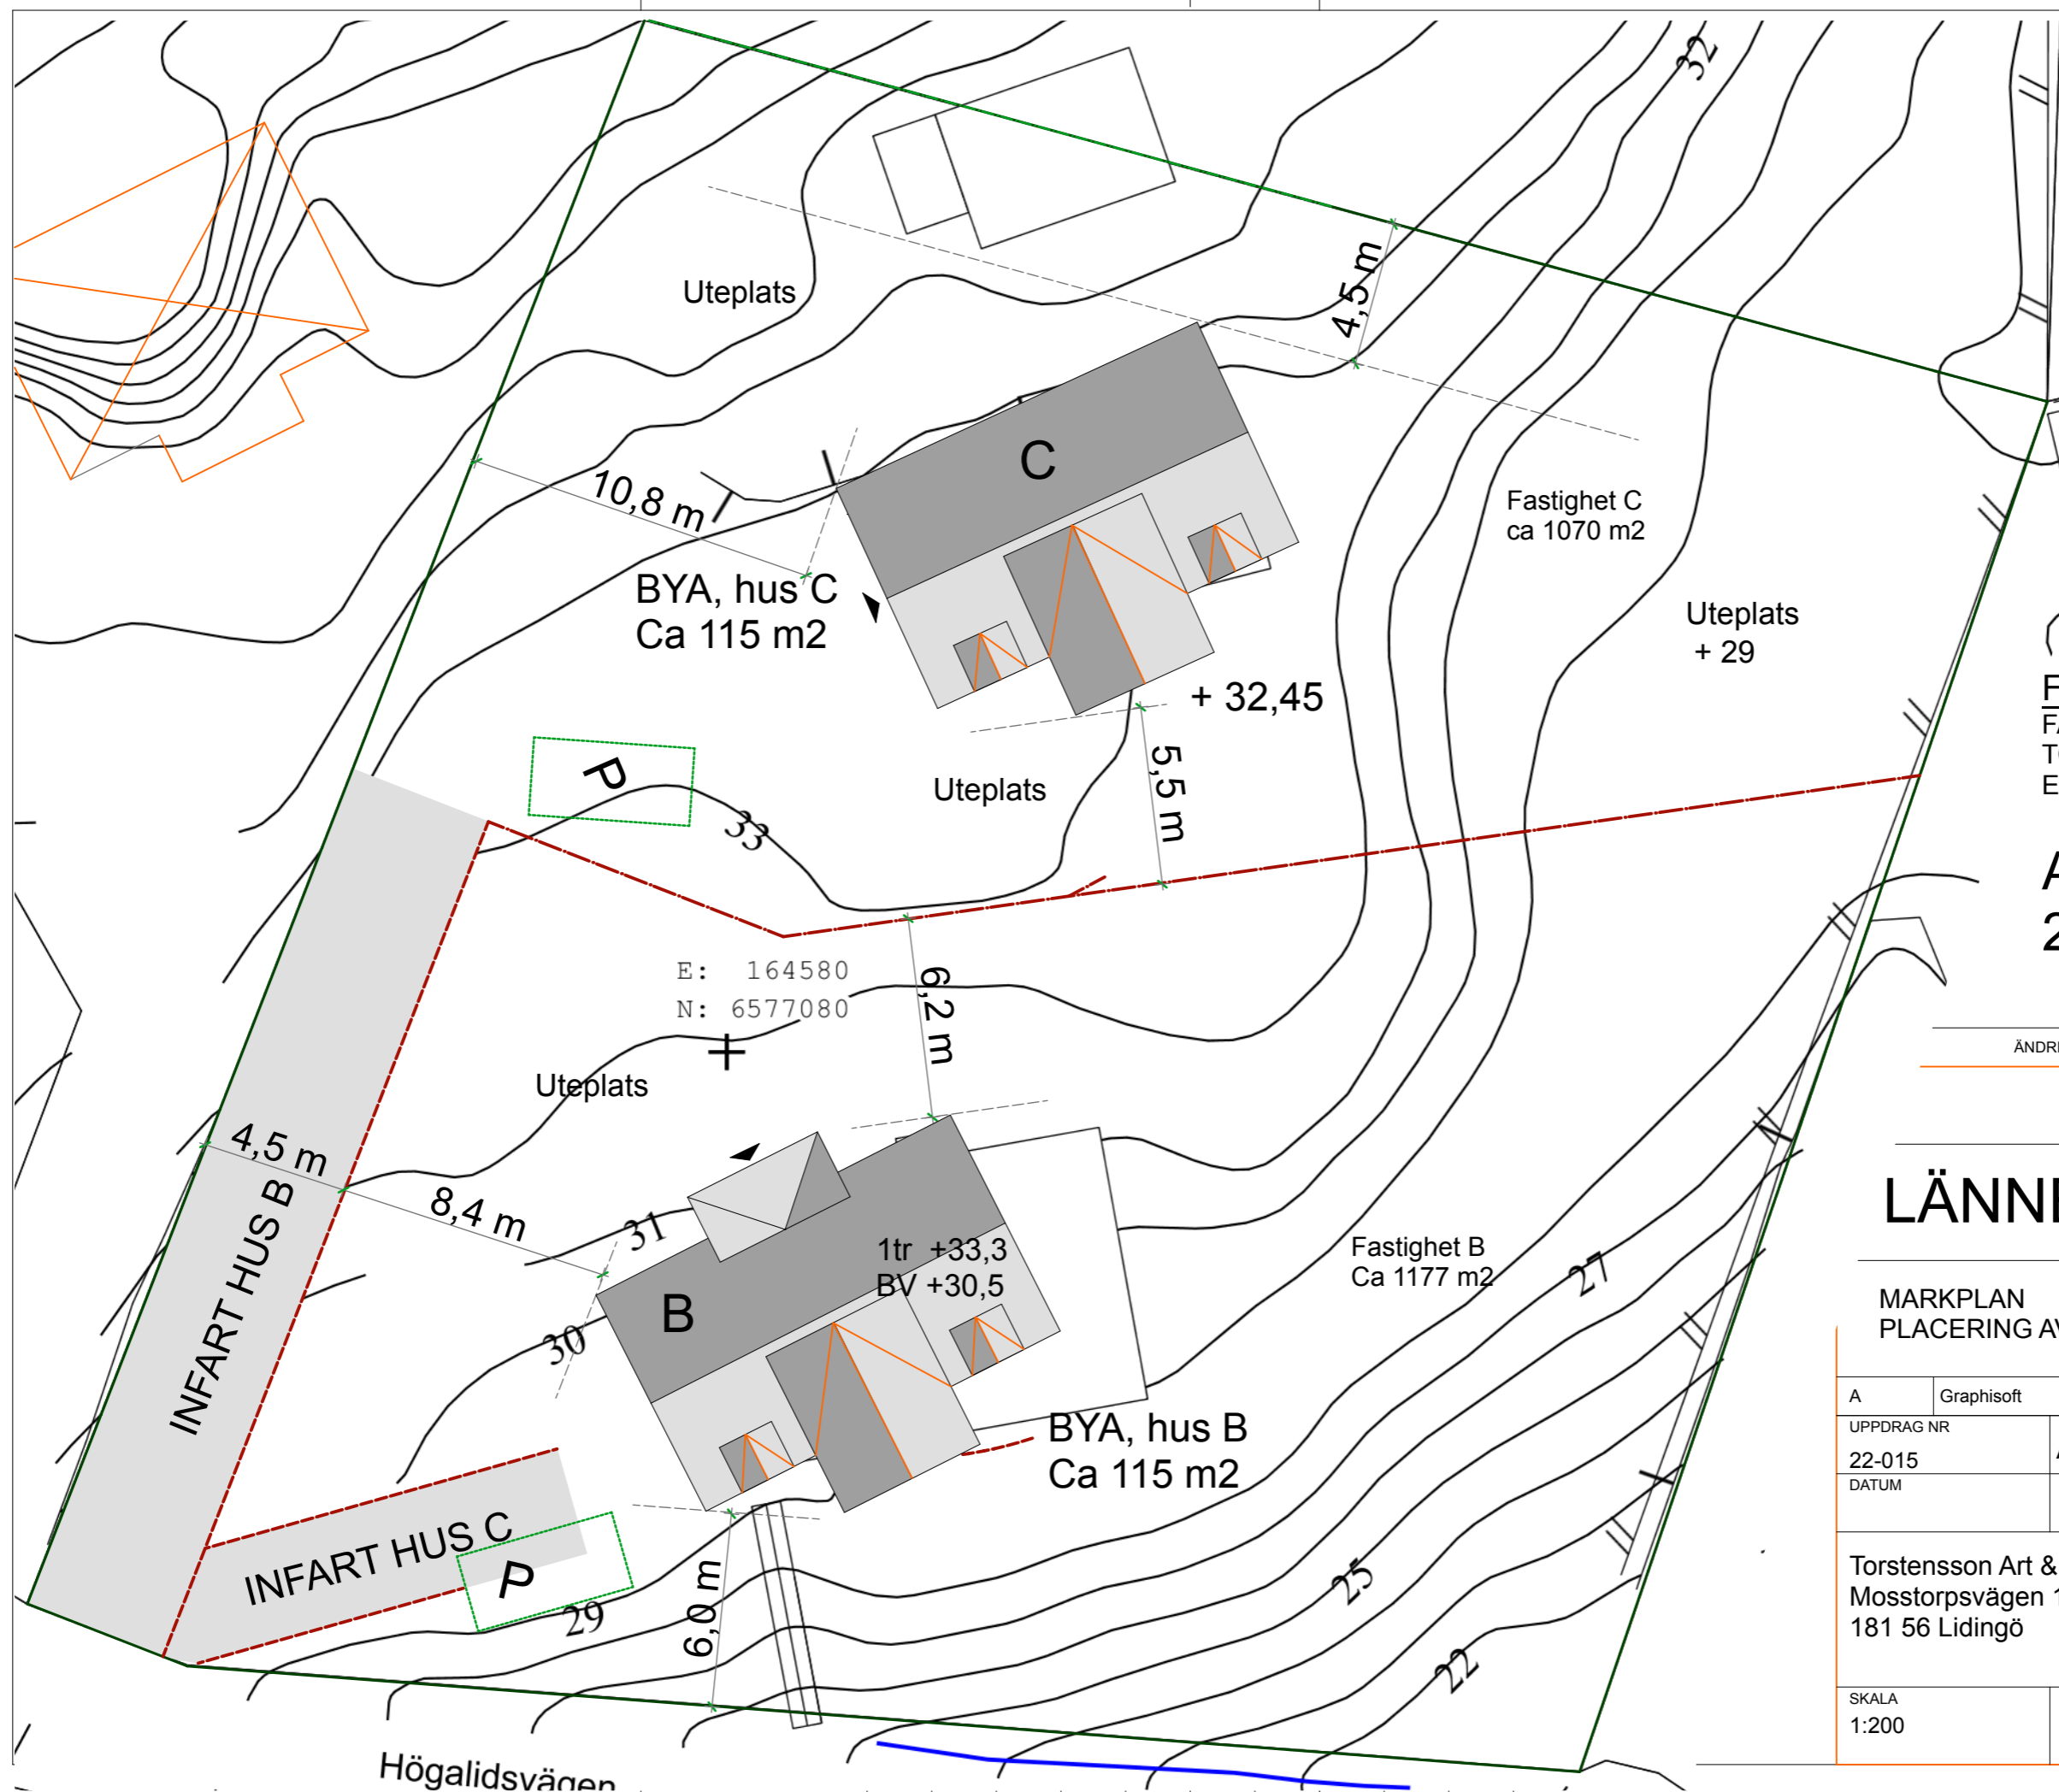 32
Uteplats
4,5 m
C
10,8 m
Fastighet C
ca 1070 m2
BYA, hus C
Ca 115 m2
Uteplats
+ 29
+ 32,45
P
33
Uteplats
5,5 m
E: 164580
N: 6577080
6,2 m
Uteplats
4,5 m
8,4 m
INFART HUS B
31
1tr +33,3
BV +30,5
B
30
Fastighet B
Ca 1177 m2
27
BYA, hus B
Ca 115 m2
INFART HUS C
P
29
6,0 m
25
22
Högalidsvägen
MARKPLAN
PLACERING
A
Graphisoft
UPPDRAG NR
22-015
DATUM
Torstensson Art &
Mosstorpsvägen
181 56 Lidingö
SKALA
1:200